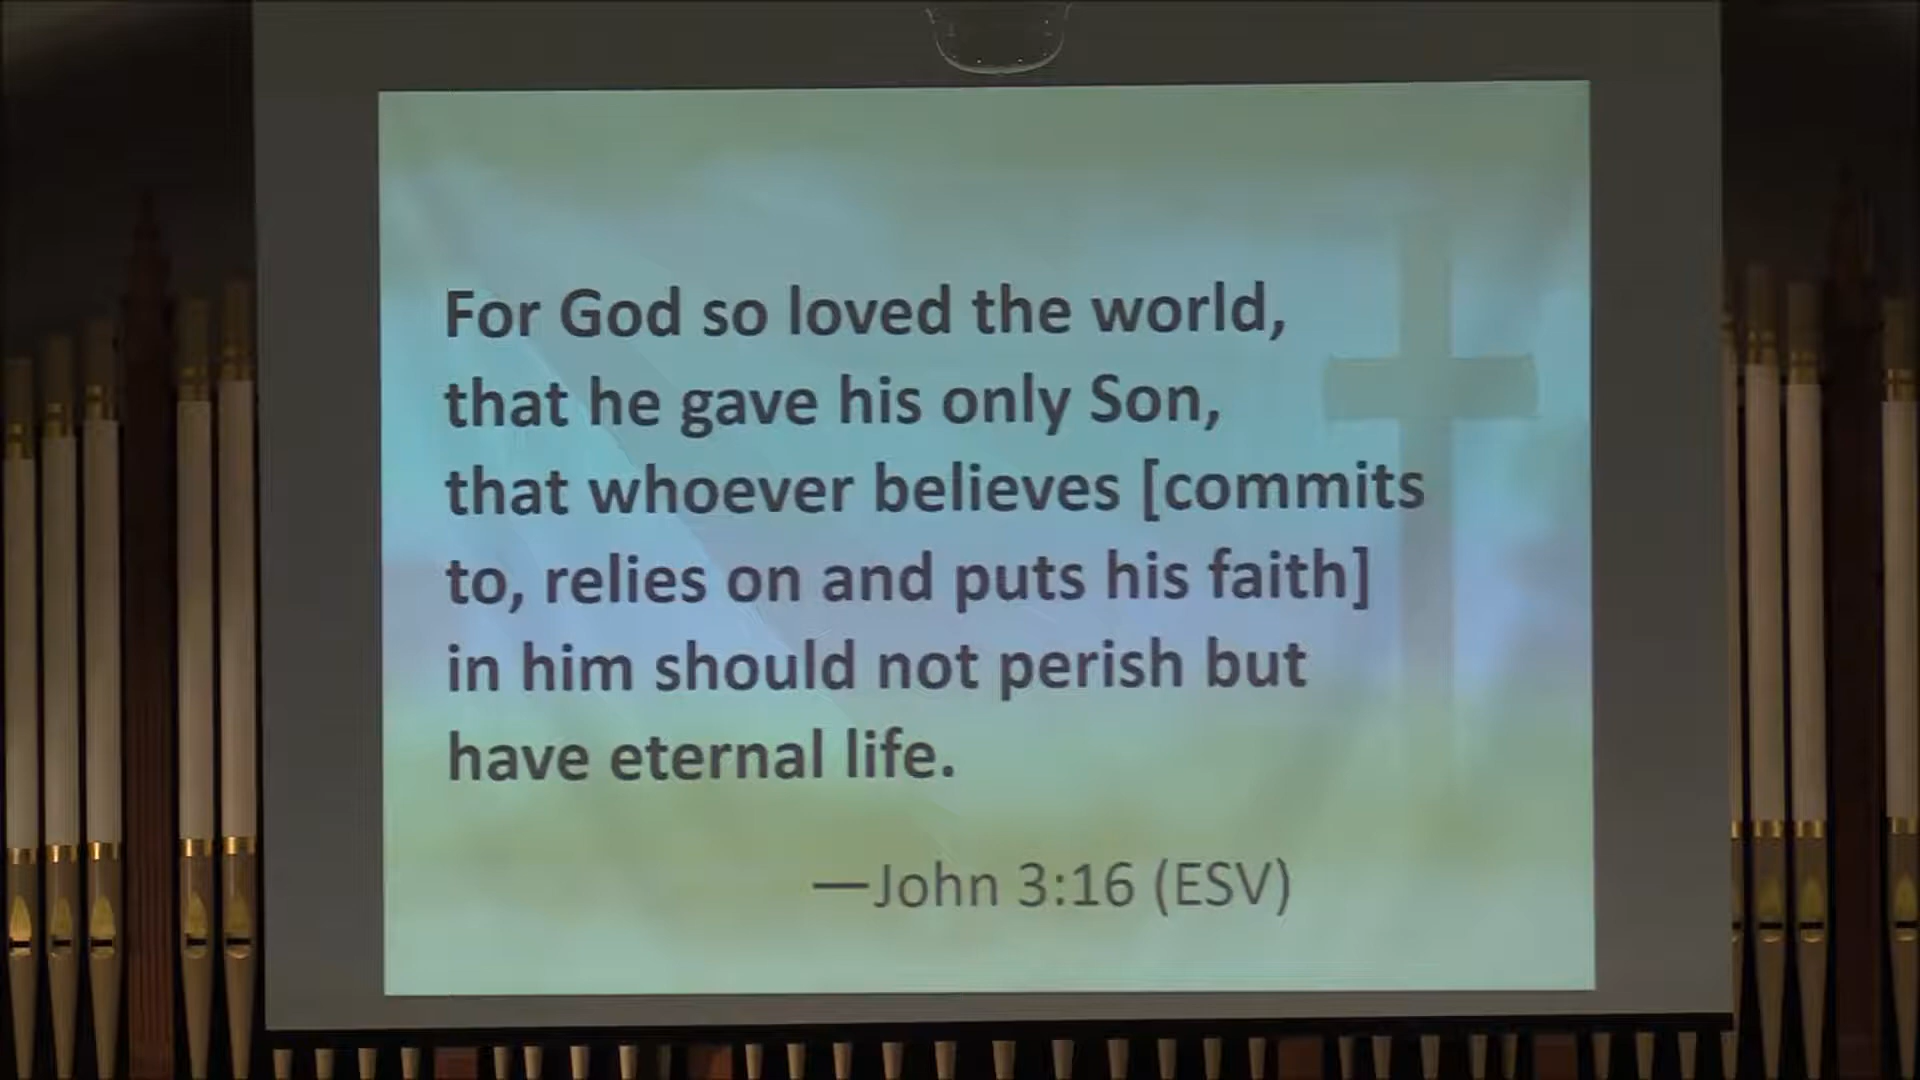 For God so loved the world,
that he gave his only Son,
that whoever believes [commits
to, relies on and puts his faith]
in him should not perish but
have eternal life.
—John 3:16 (ESV)